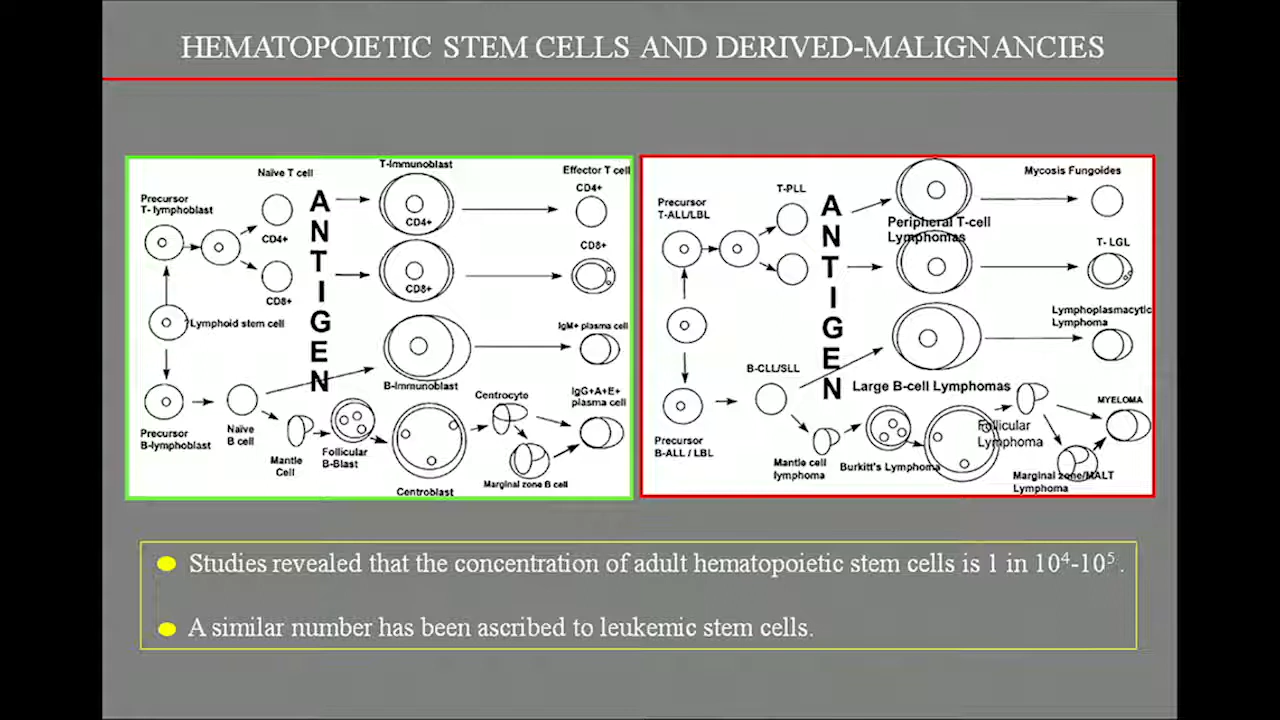 HEMATOPOIETIC STEM CELLS AND DERIVED-MALIGNANCIES
T-Immunoblast
Effector T cell
Naïve T cell
CD4+
Precursor
T- lymphoblast
CD4+
CD4+
CD8+
CD8+
CD8+
Lymphoid stem cell
ANTIGEN
IgM+ plasma cell
B-Immunoblast
IgG+A+E+
plasma cell
Centrocyte
Naïve
B cell
Precursor
B-lymphoblast
Mantle
Cell
Follicular
B-Blast
Centroblast
Marginal zone B cell
Mycosis Fungoides
T-PLL
Precursor
T-ALL/LBL
ANTIGEN
Peripheral T-cell
Lymphomas
T- LGL
Lymphoplasmacytic
Lymphoma
B-CLL/SLL
Large B-cell Lymphomas
MYELOMA
Follicular
Lymphoma
Precursor
B-ALL / LBL
Mantle cell
lymphoma
Burkitt's Lymphoma
Marginal zone/MALT
Lymphoma
Studies revealed that the concentration of adult hematopoietic stem cells is 1 in 10⁴-10⁵ .
A similar number has been ascribed to leukemic stem cells.